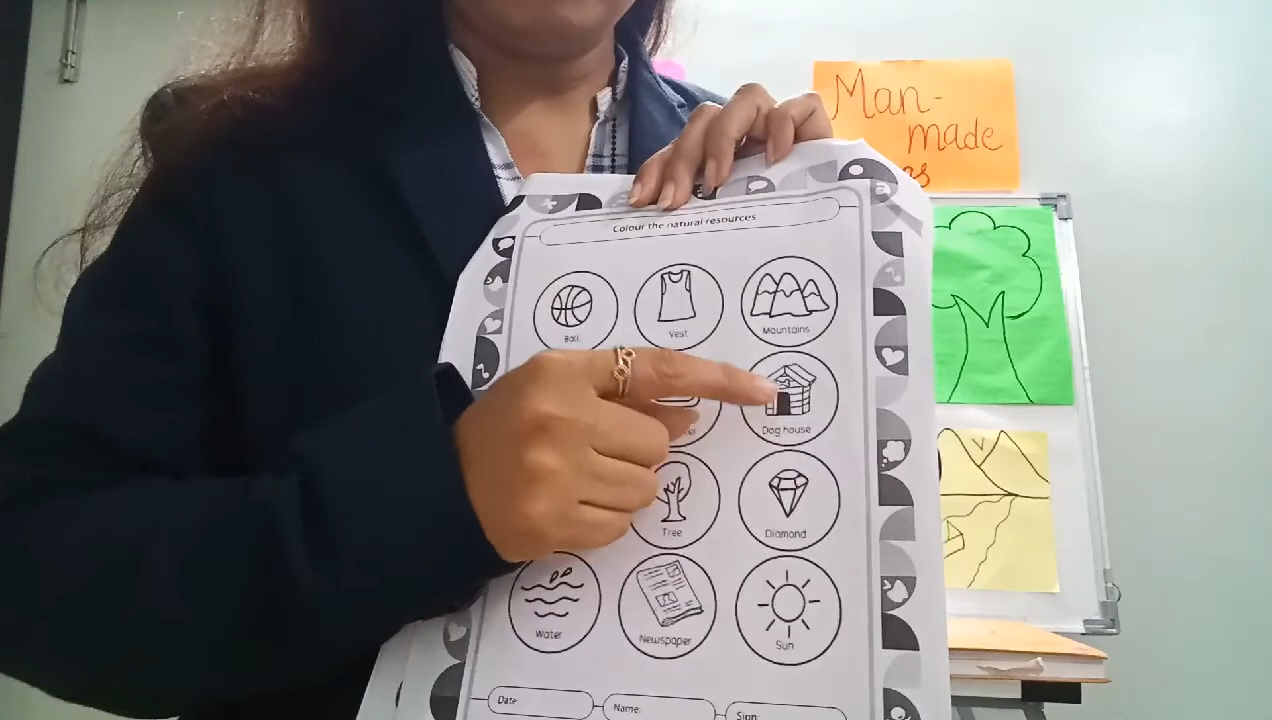 Man-
made
Colour the natural resources
Ball
Vest
Mountains
Dog house
Tree
Diamond
Water
Newspaper
Sun
Date:
Name:
Sign: